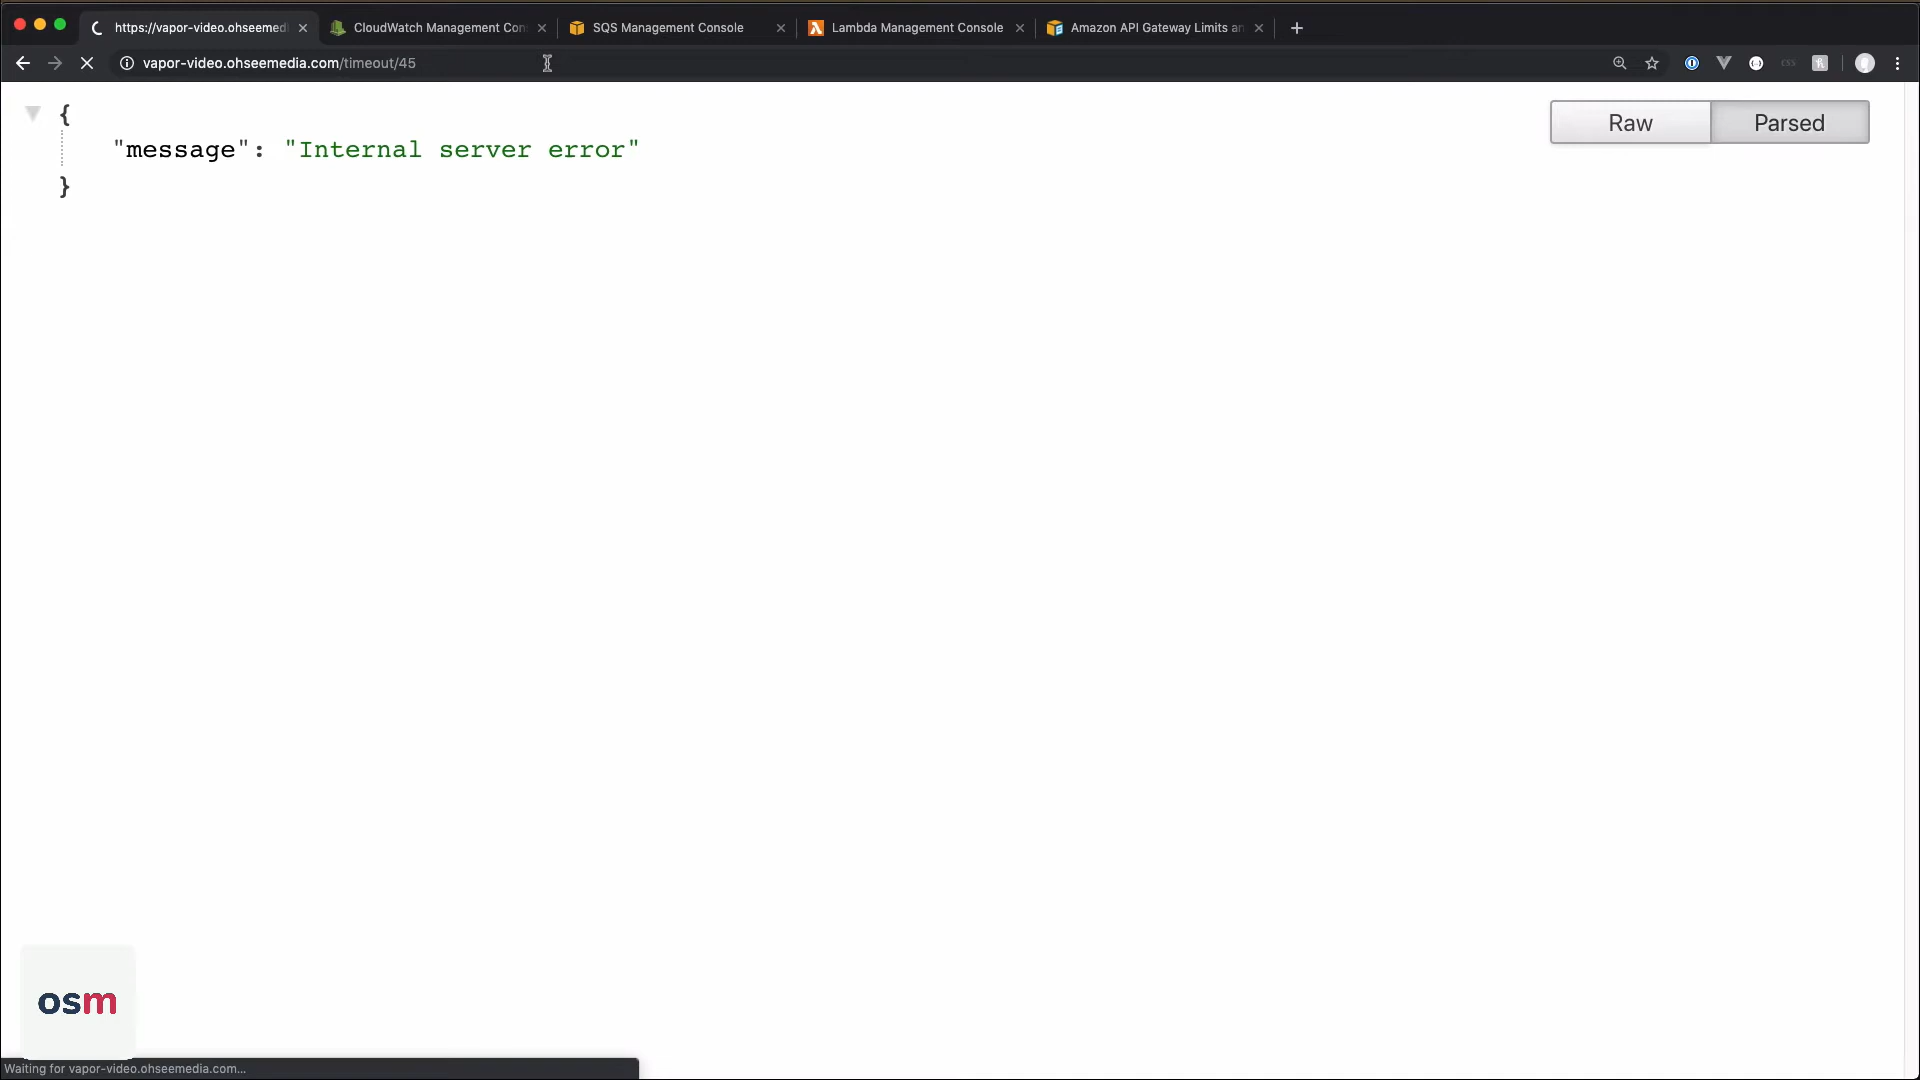 https://vapor-video.ohseemedi
CloudWatch Management Con
SQS Management Console
Lambda Management Console
Amazon API Gateway Limits an
vapor-video.ohseemedia.com/timeout/45
{
"message": "Internal server error"
}
Raw
Parsed
osm
Waiting for vapor-video.ohseemedia.com...